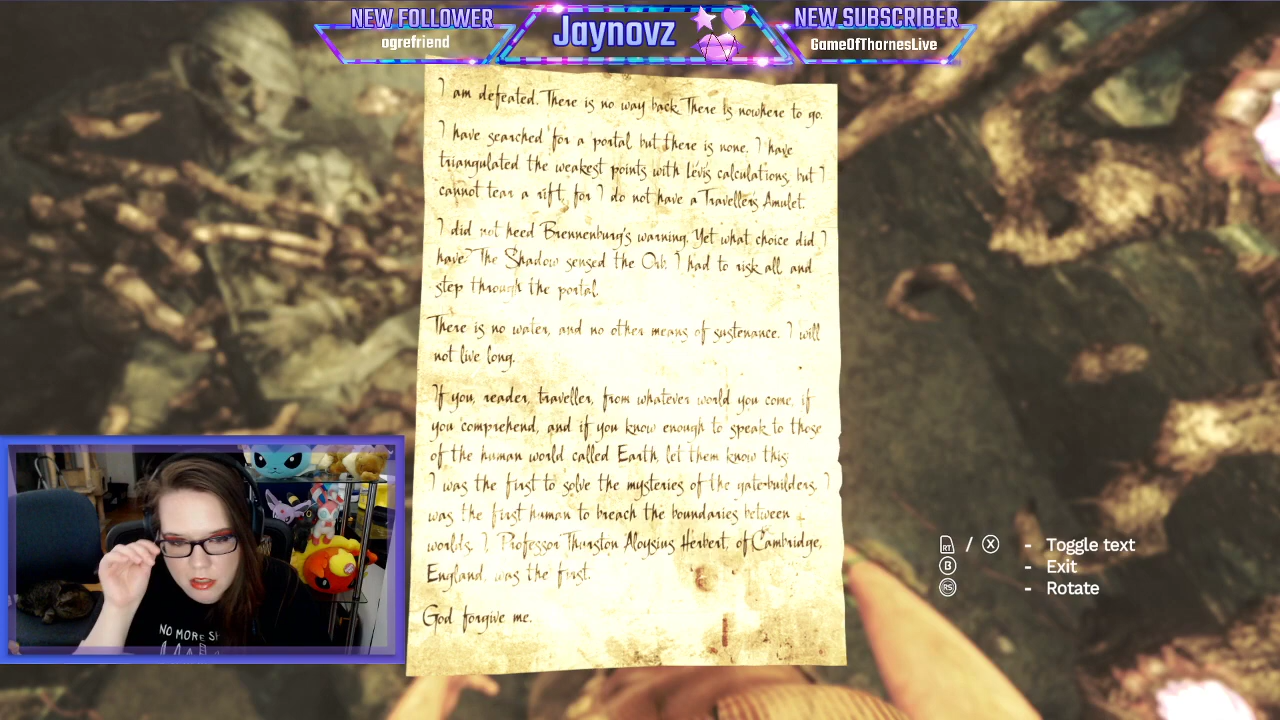 NEW FOLLOWER
ogrefriend
Jaynovz
NEW SUBSCRIBER
GameOfThornesLive
I am defeated. There is no way back. There is nowhere to go.
I have searched for a portal but there is none. I have
triangulated the weakest points with Lévis calculations, but I
cannot tear a rift, for I do not have a Traveller's Amulet.
I did not heed Brennenburg's warning. Yet what choice did I
have? The Shadow sensed the Orb. I had to risk all and
step through the portal.
There is no water, and no other means of sustenance. I will
not live long.
If you, reader, traveller, from whatever world you come, if
you comprehend, and if you know enough to speak to those
of the human world called Earth, let them know this:
I was the first to solve the mysteries of the gate-builders. I
was the first human to breach the boundaries between
worlds. I, Professor Thurston Aloysius Herbert, of Cambridge,
England, was the first.
God forgive me.
RT / X - Toggle text
B - Exit
RS - Rotate
NO MORE